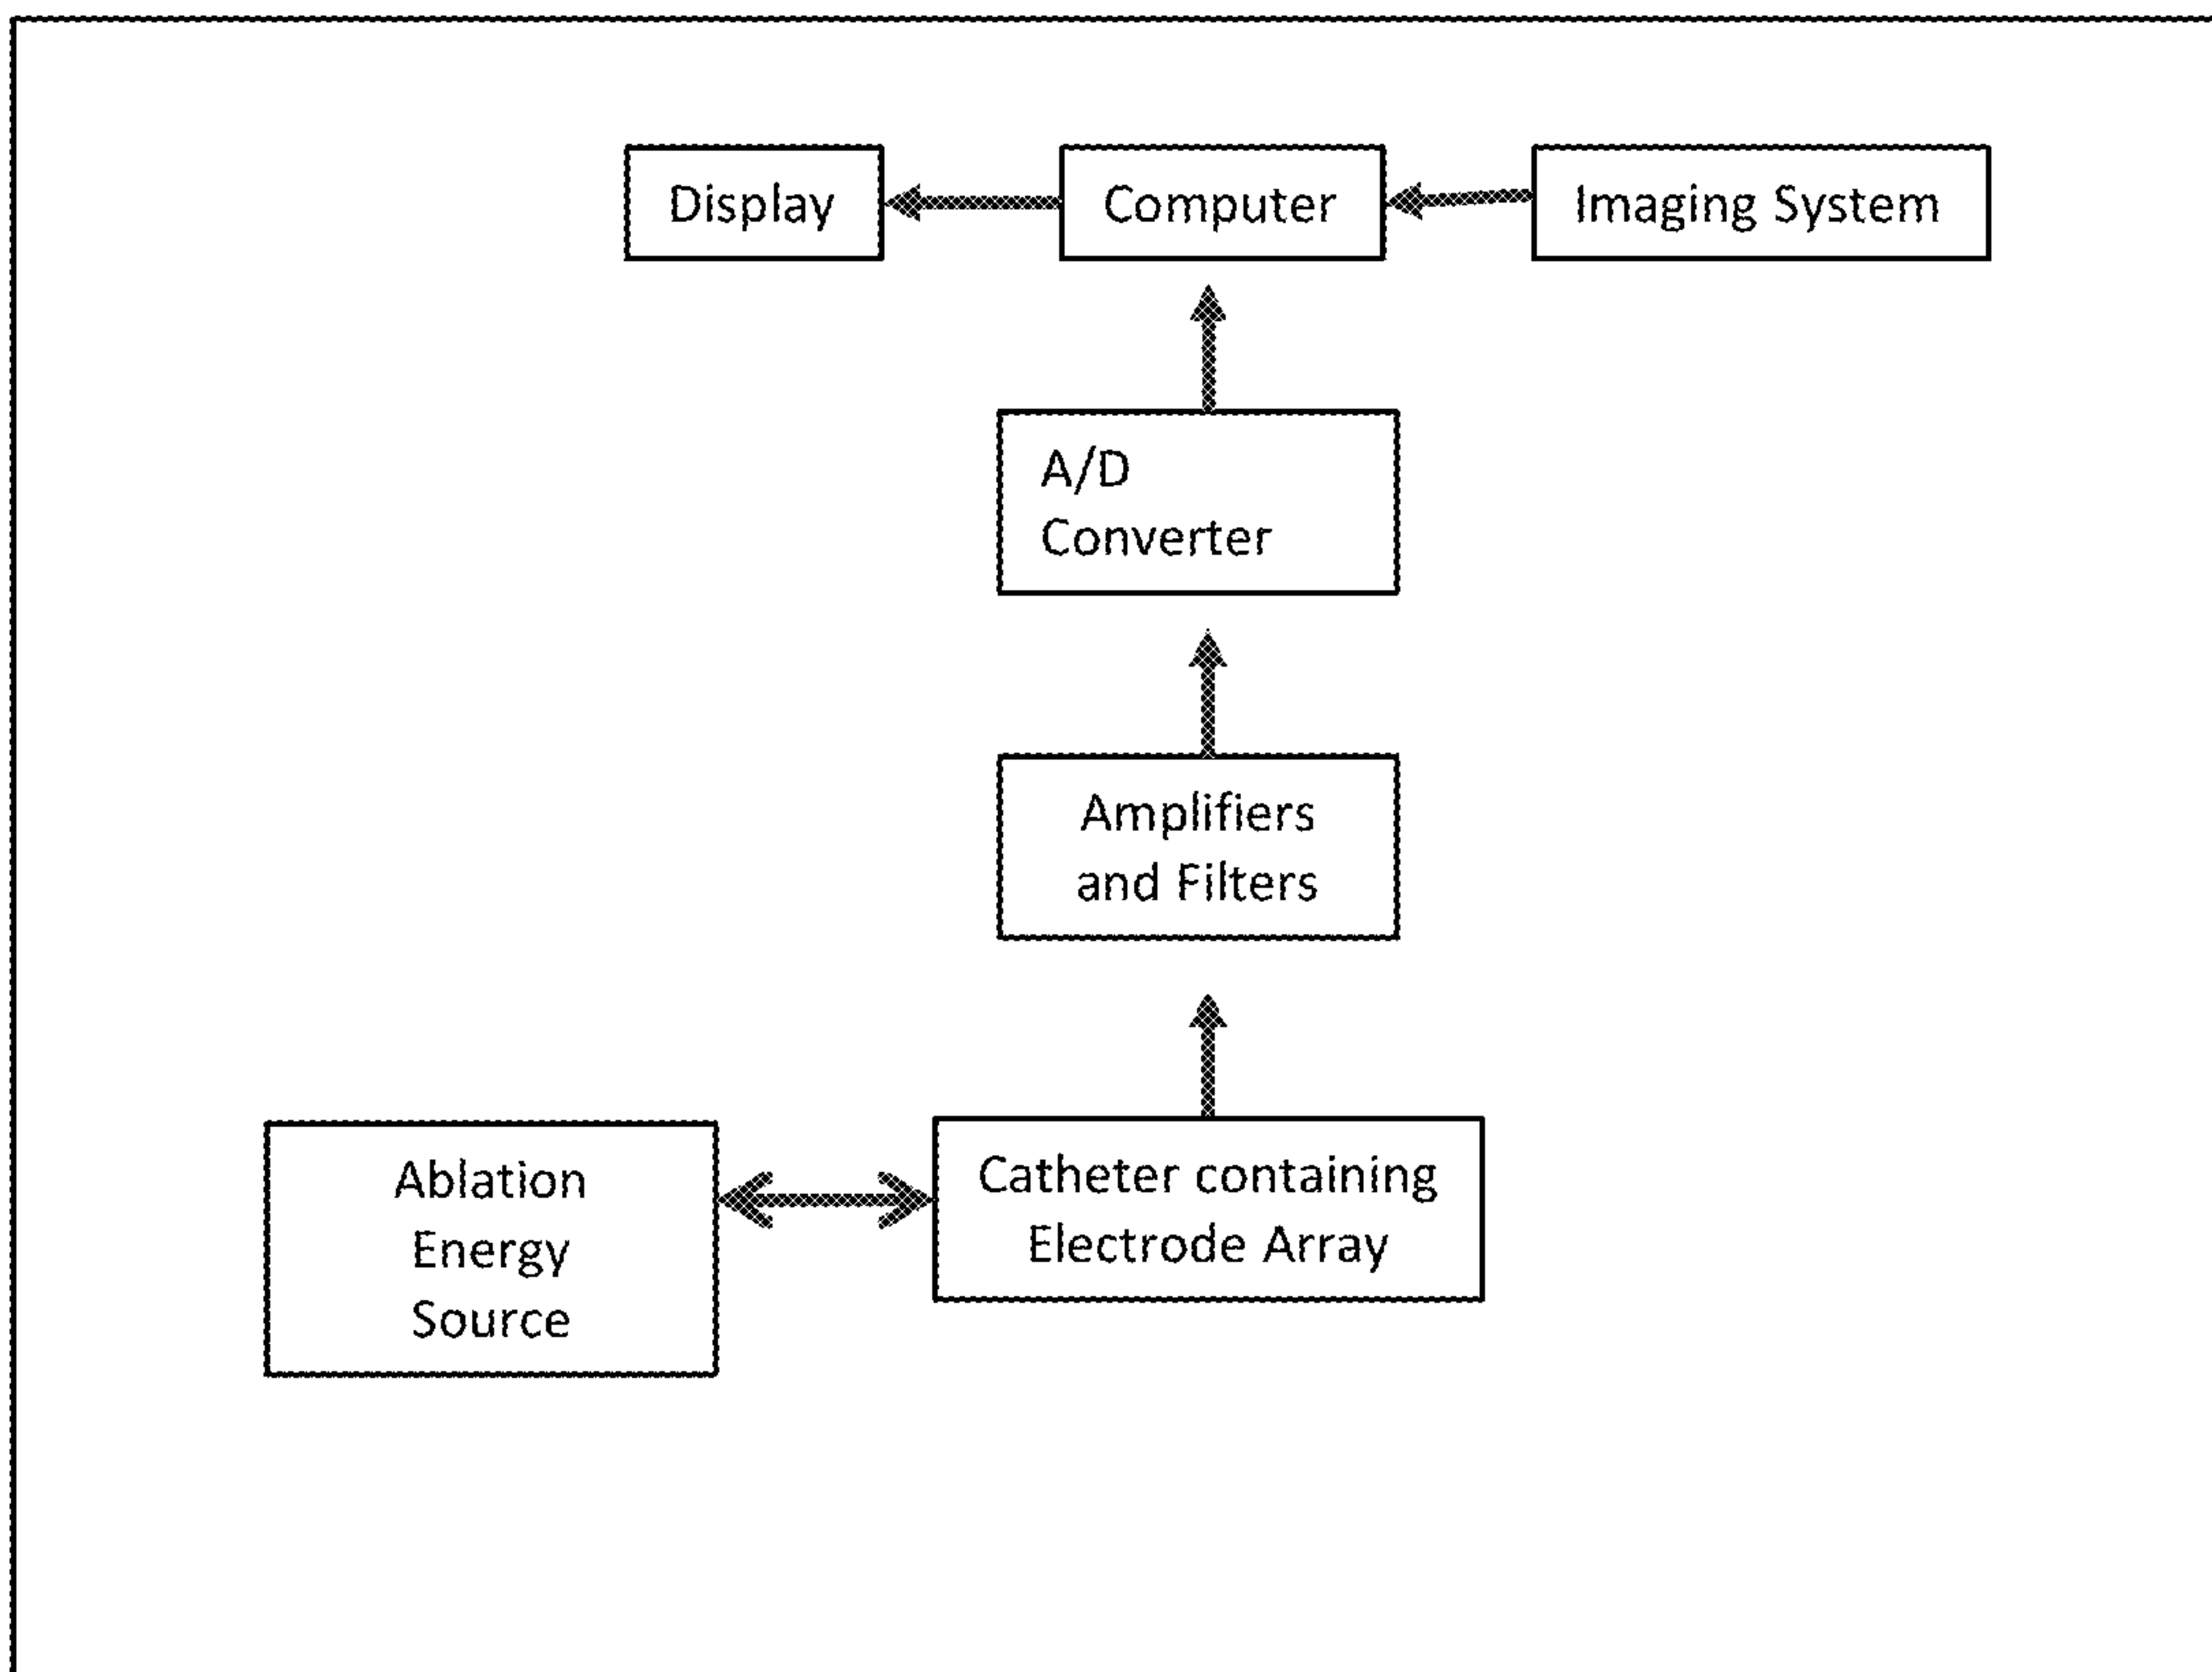 Display
Computer
Imaging System
A/D
Converter
Amplifiers
and Filters
Ablation
Energy
Source
Catheter containing
Electrode Array